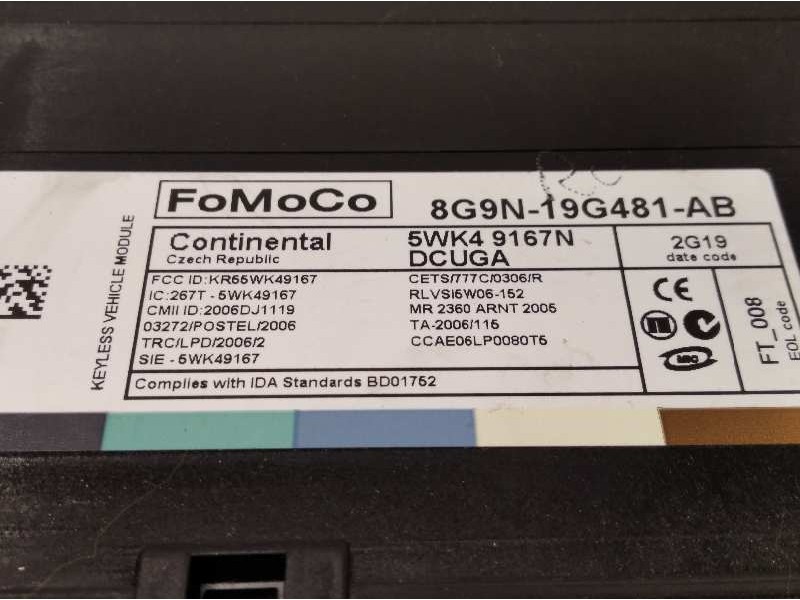 FoMoCo
8G9N-19G481-AB
KEYLESS VEHICLE MODULE
Continental
Czech Republic
5WK4 9167N
DCUGA
2G19
date code
FCC ID:KR55WK49167
IC:267T - 5WK49167
CMII ID:2006DJ1119
03272/POSTEL/2006
TRC/LPD/2006/2
SIE - 5WK49167
CETS/777C/0306/R
RLVSI5W06-152
MR 2360 ARNT 2005
TA-2006/115
CCAE06LP0080T5
CE
FT_008
EOL code
Complies with IDA Standards BD01752